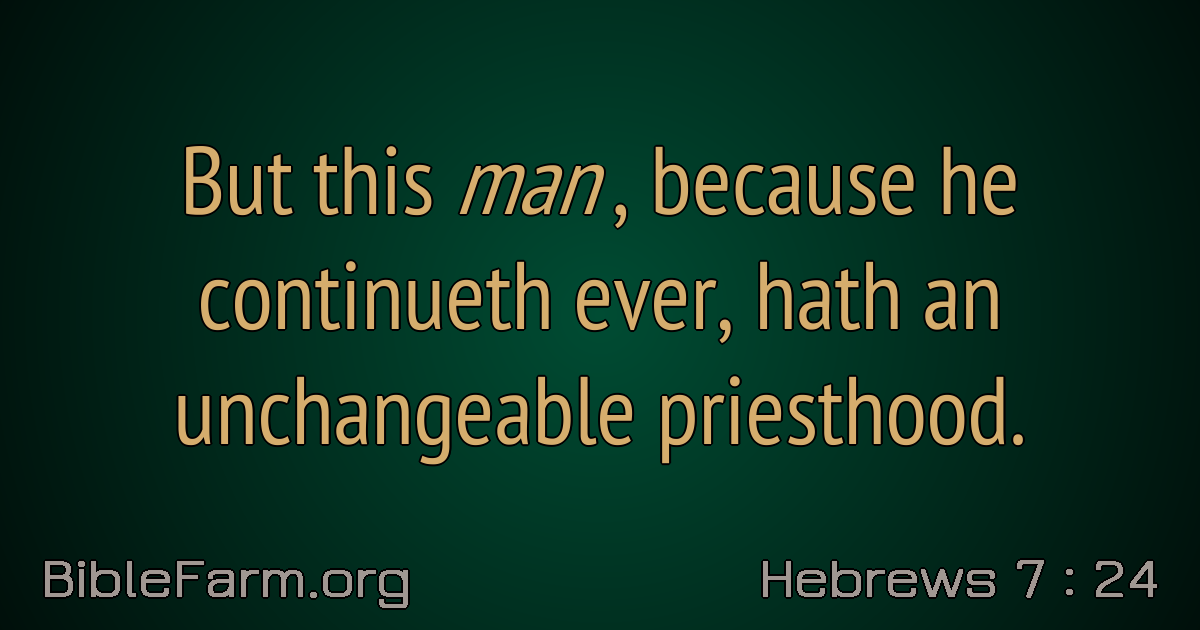 But this man, because he
continueth ever, hath an
unchangeable priesthood.
BibleFarm.org
Hebrews 7 : 24